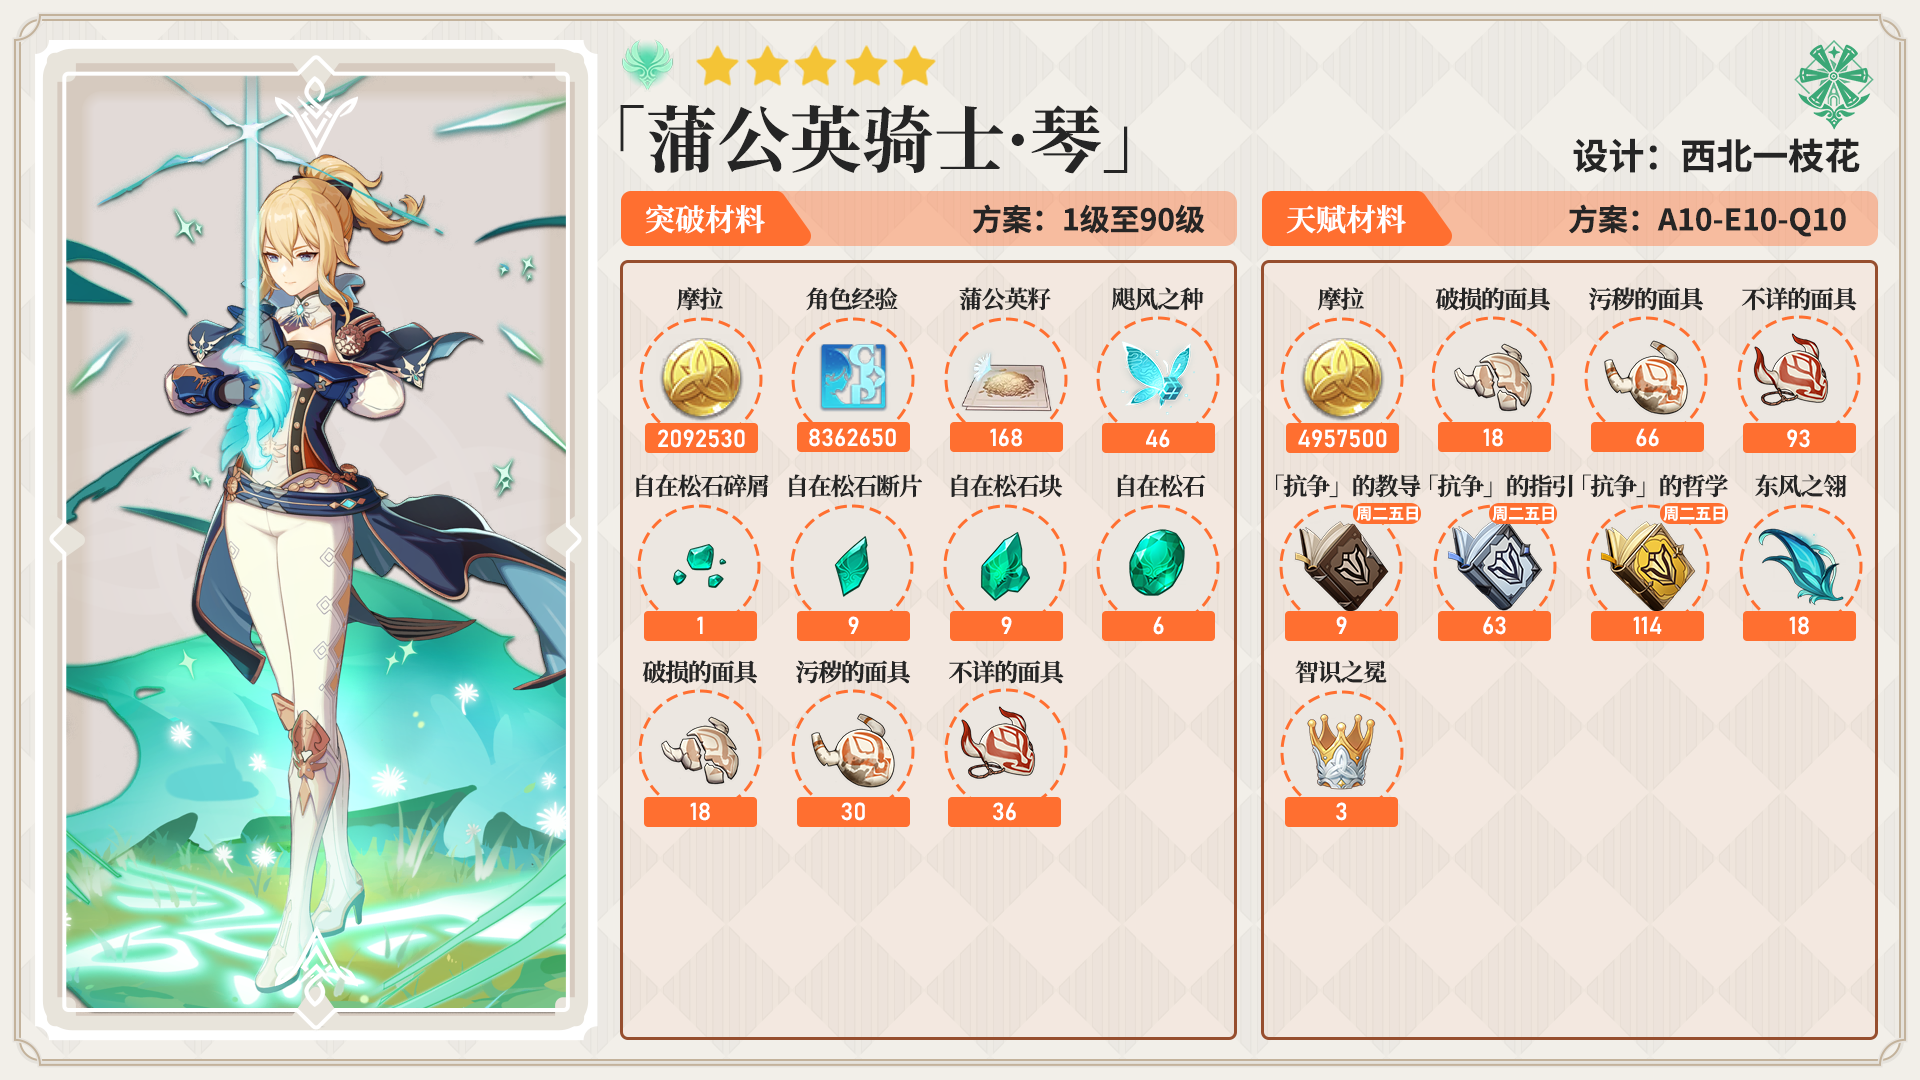 「蒲公英骑士·琴」
设计：西北一枝花
突破材料
方案：1级至90级
摩拉 角色经验 蒲公英籽 飓风之种
2092530 8362650 168 46
自在松石碎屑 自在松石断片 自在松石块 自在松石
1 9 9 6
破损的面具 污秽的面具 不详的面具
18 30 36
天赋材料
方案：A10-E10-Q10
摩拉 破损的面具 污秽的面具 不详的面具
4957500 18 66 93
「抗争」的教导 「抗争」的指引 「抗争」的哲学 东风之翎
周二五日 周二五日 周二五日
9 63 114 18
智识之冕
3